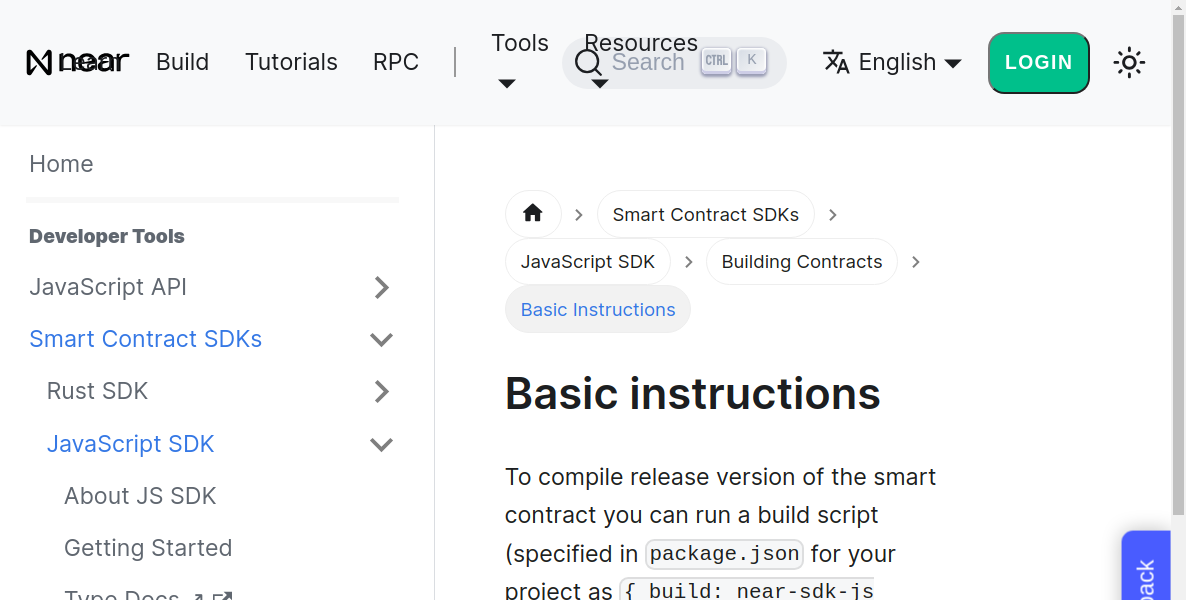 near
Learn
Build
Tutorials
RPC
Tools
Resources
Search
CTRL
K
English
LOGIN
Home
Developer Tools
JavaScript API
Smart Contract SDKs
Rust SDK
JavaScript SDK
About JS SDK
Getting Started
Type Docs
Smart Contract SDKs
JavaScript SDK
Building Contracts
Basic Instructions
Basic instructions
To compile release version of the smart
contract you can run a build script
(specified in package.json for your
project as { build: near-sdk-js